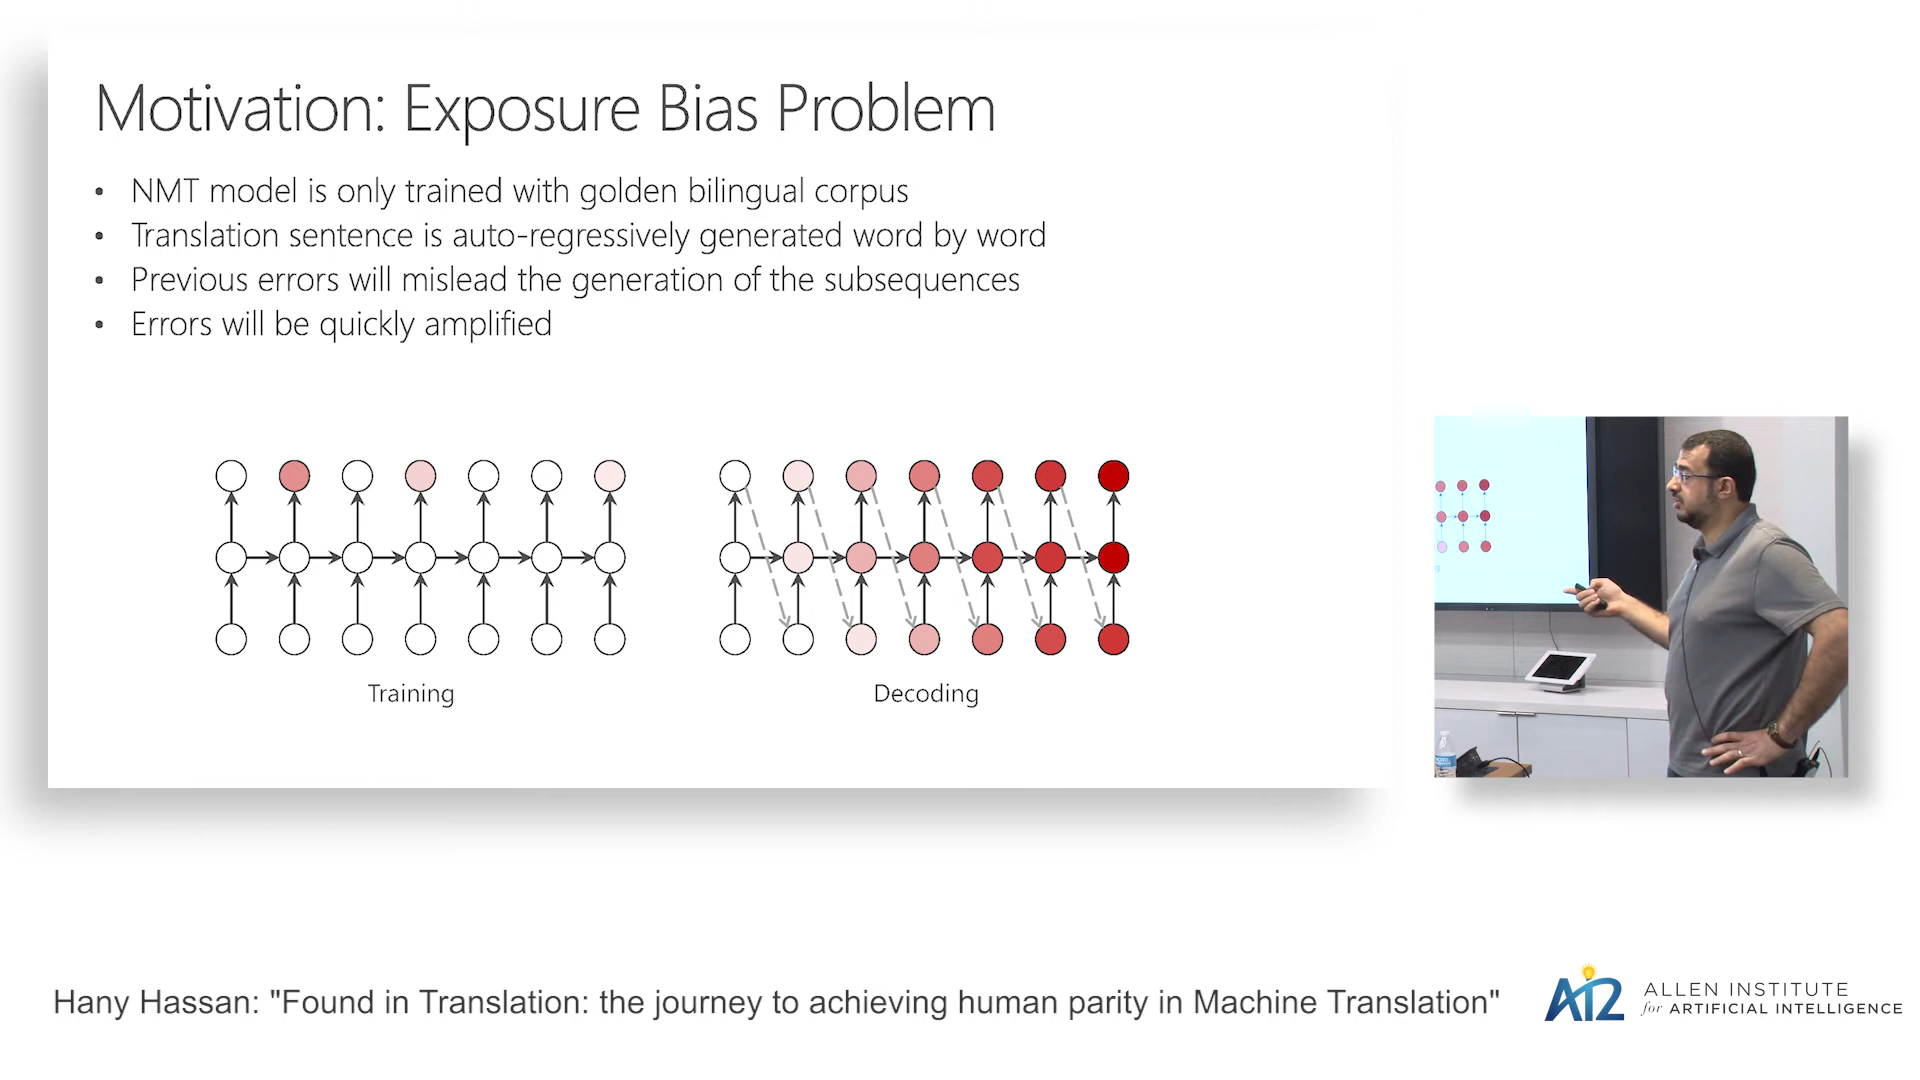 Motivation: Exposure Bias Problem
• NMT model is only trained with golden bilingual corpus
• Translation sentence is auto-regressively generated word by word
• Previous errors will mislead the generation of the subsequences
• Errors will be quickly amplified
Training
Decoding
Hany Hassan: "Found in Translation: the journey to achieving human parity in Machine Translation"
AI2
ALLEN INSTITUTE
for ARTIFICIAL INTELLIGENCE